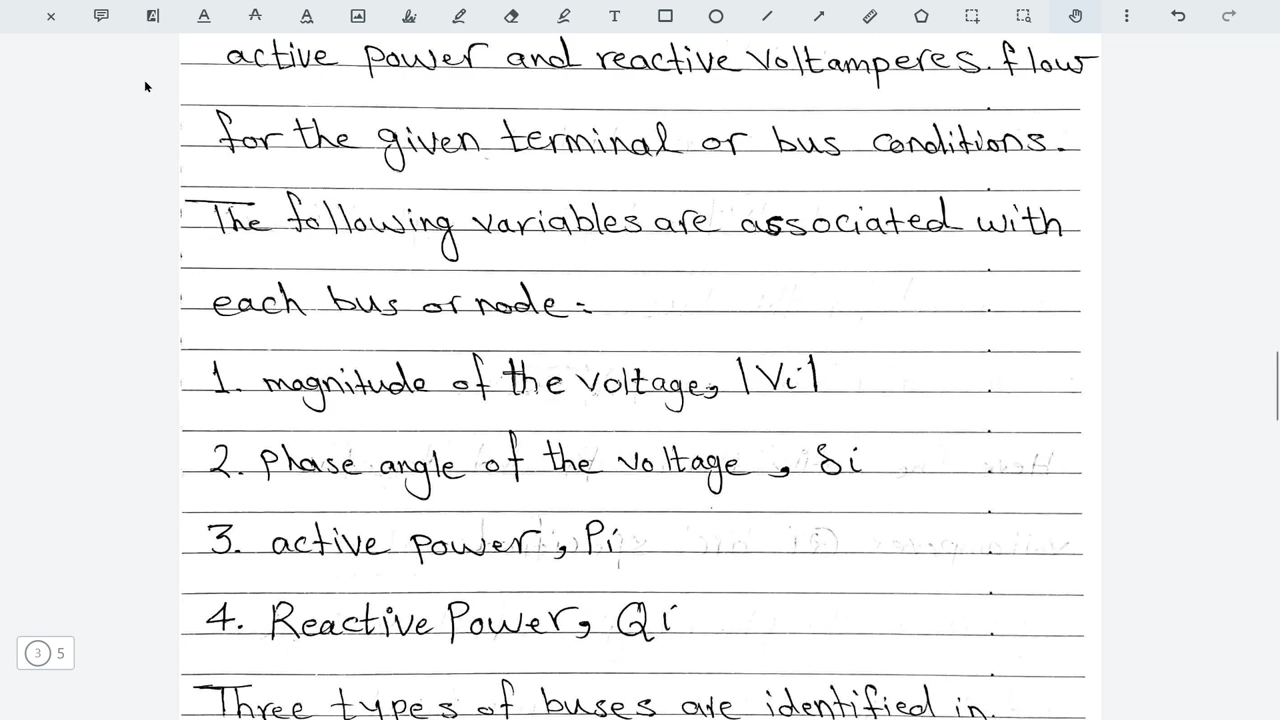 active power and reactive voltamperes. flow
for the given terminal or bus conditions.
The following variables are associated with
each bus or node:
1. magnitude of the voltage, |Vi|
2. phase angle of the voltage, δi
3. active power, Pi
4. Reactive Power, Qi
Three types of buses are identified in
3 5